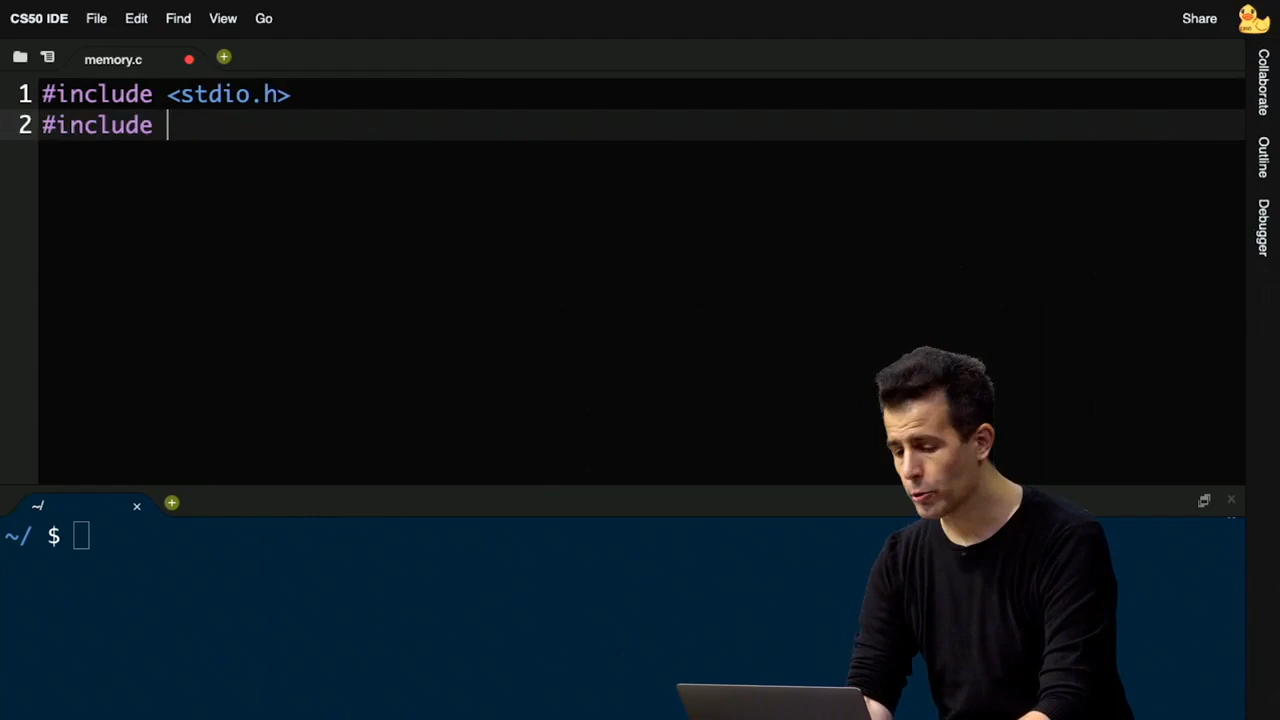 CS50 IDE File Edit Find View Go Share
memory.c
1 #include <stdio.h>
2 #include
~/
~/ $
Collaborate
Outline
Debugger